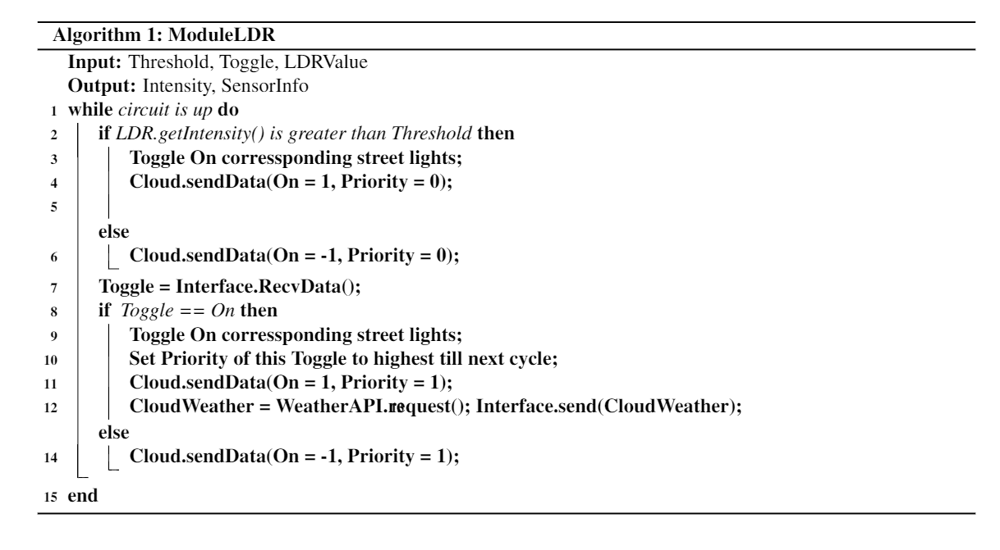 Algorithm 1: ModuleLDR
Input: Threshold, Toggle, LDRValue
Output: Intensity, SensorInfo
1 while circuit is up do
2 if LDR.getIntensity() is greater than Threshold then
3 Toggle On corressponding street lights;
4 Cloud.sendData(On = 1, Priority = 0);
5
else
6 Cloud.sendData(On = -1, Priority = 0);
7 Toggle = Interface.RecvData();
8 if Toggle == On then
9 Toggle On corressponding street lights;
10 Set Priority of this Toggle to highest till next cycle;
11 Cloud.sendData(On = 1, Priority = 1);
12 CloudWeather = WeatherAPI.request(); Interface.send(CloudWeather);
else
14 Cloud.sendData(On = -1, Priority = 1);
15 end